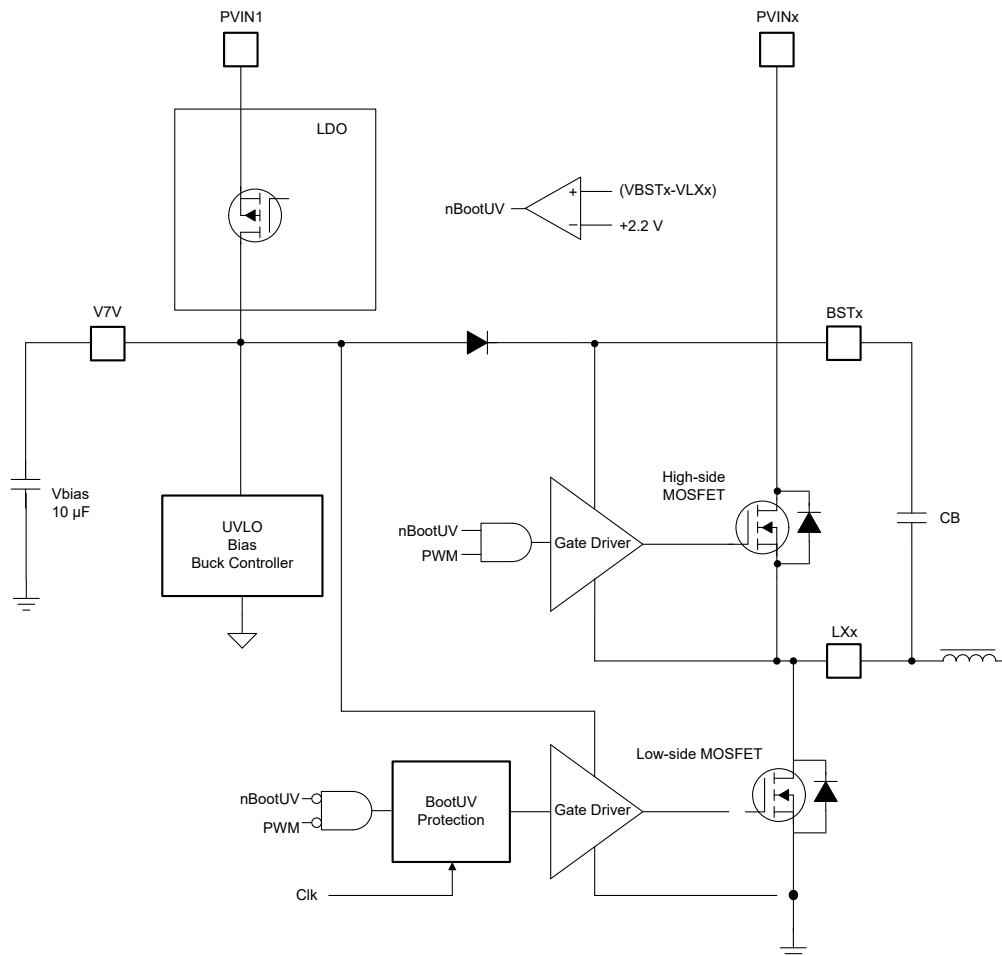 PVIN1
PVINx
LDO
+
(VBSTx-VLXx)
nBootUV
−
+2.2 V
V7V
BSTx
Vbias
10 µF
UVLO
Bias
Buck Controller
High-side
MOSFET
nBootUV
PWM
Gate Driver
CB
LXx
Low-side MOSFET
nBootUV
PWM
BootUV
Protection
Gate Driver
Clk